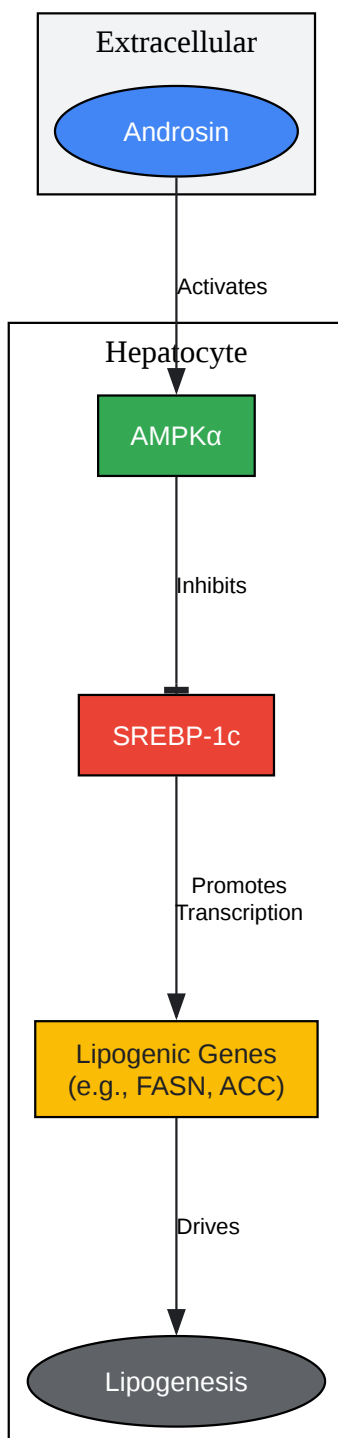 Extracellular
Androsin
Activates
Hepatocyte
AMPKα
Inhibits
SREBP-1c
Promotes
Transcription
Lipogenic Genes
(e.g., FASN, ACC)
Drives
Lipogenesis